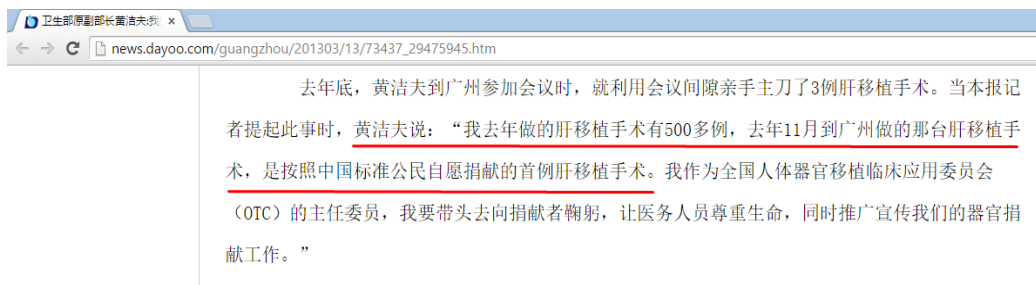 卫生部原副部长黄洁夫:我
news.dayoo.com/guangzhou/201303/13/73437_29475945.htm
去年底，黄洁夫到广州参加会议时，就利用会议间隙亲手主刀了3例肝移植手术。当本报记
者提起此事时，黄洁夫说：“我去年做的肝移植手术有500多例，去年11月到广州做的那台肝移植手
术，是按照中国标准公民自愿捐献的首例肝移植手术。我作为全国人体器官移植临床应用委员会
（OTC）的主任委员，我要带头去向捐献者鞠躬，让医务人员尊重生命，同时推广宣传我们的器官捐
献工作。”